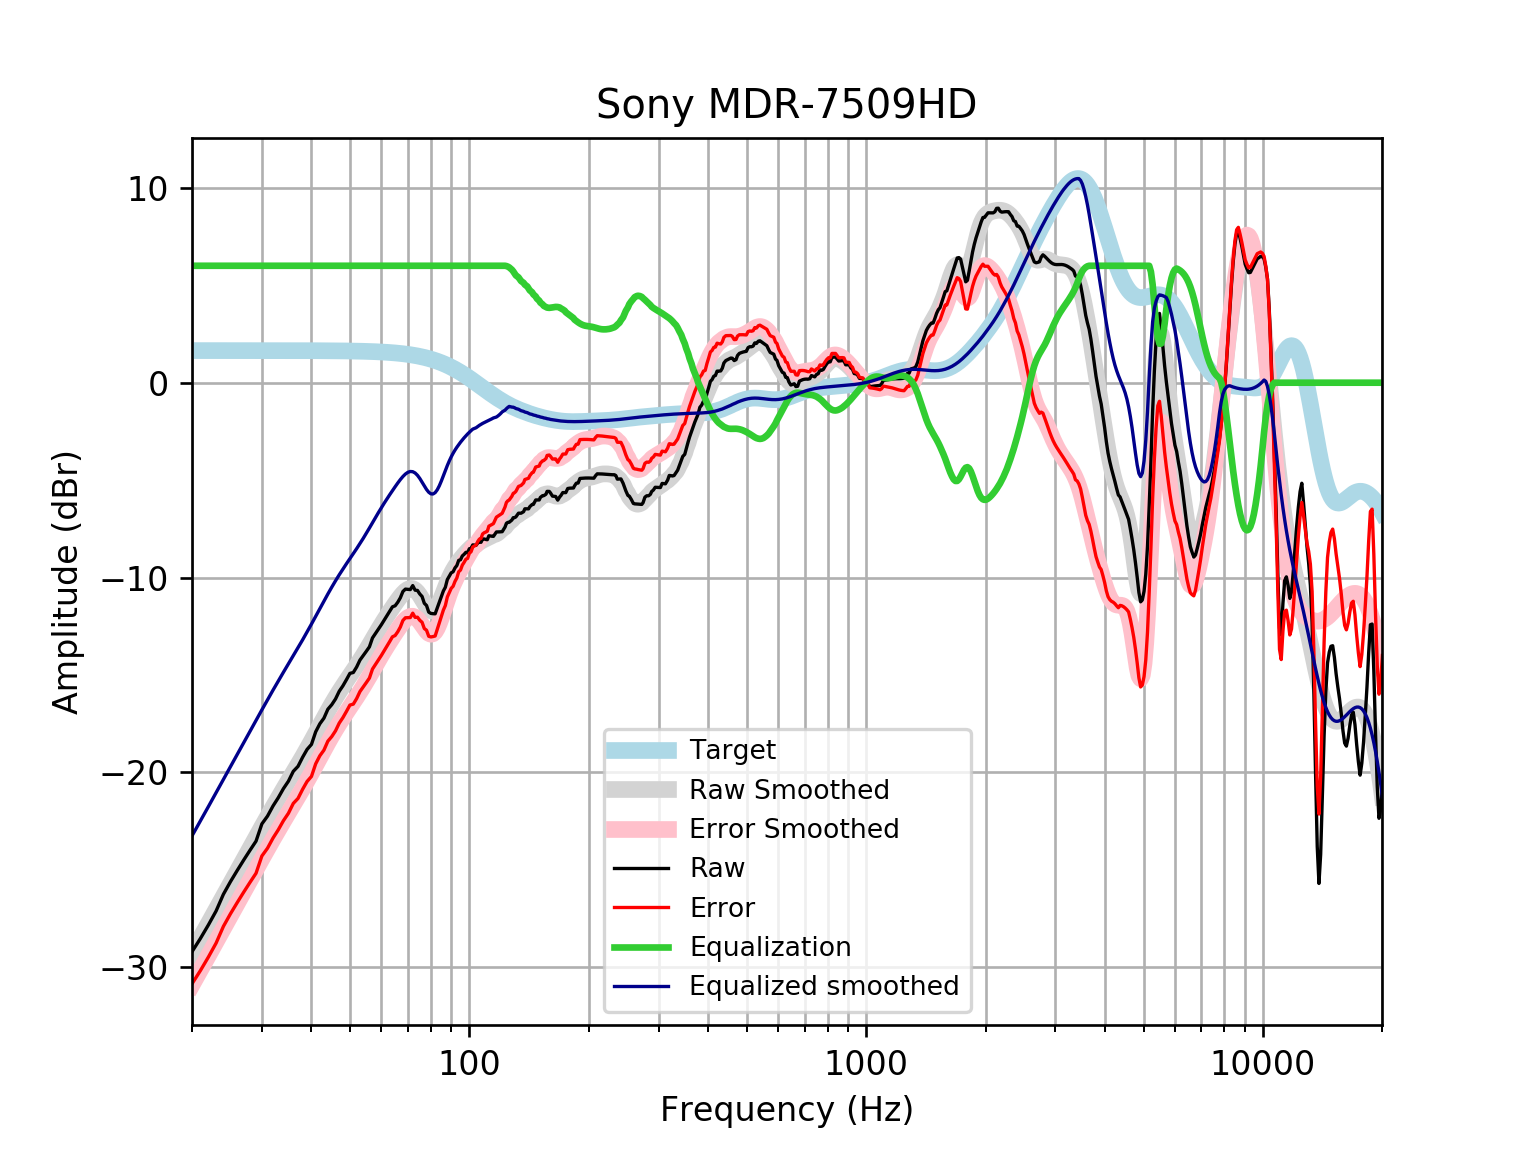 Sony MDR-7509HD
10
0
−10
−20
−30
Amplitude (dBr)
Target
Raw Smoothed
Error Smoothed
Raw
Error
Equalization
Equalized smoothed
100
1000
10000
Frequency (Hz)